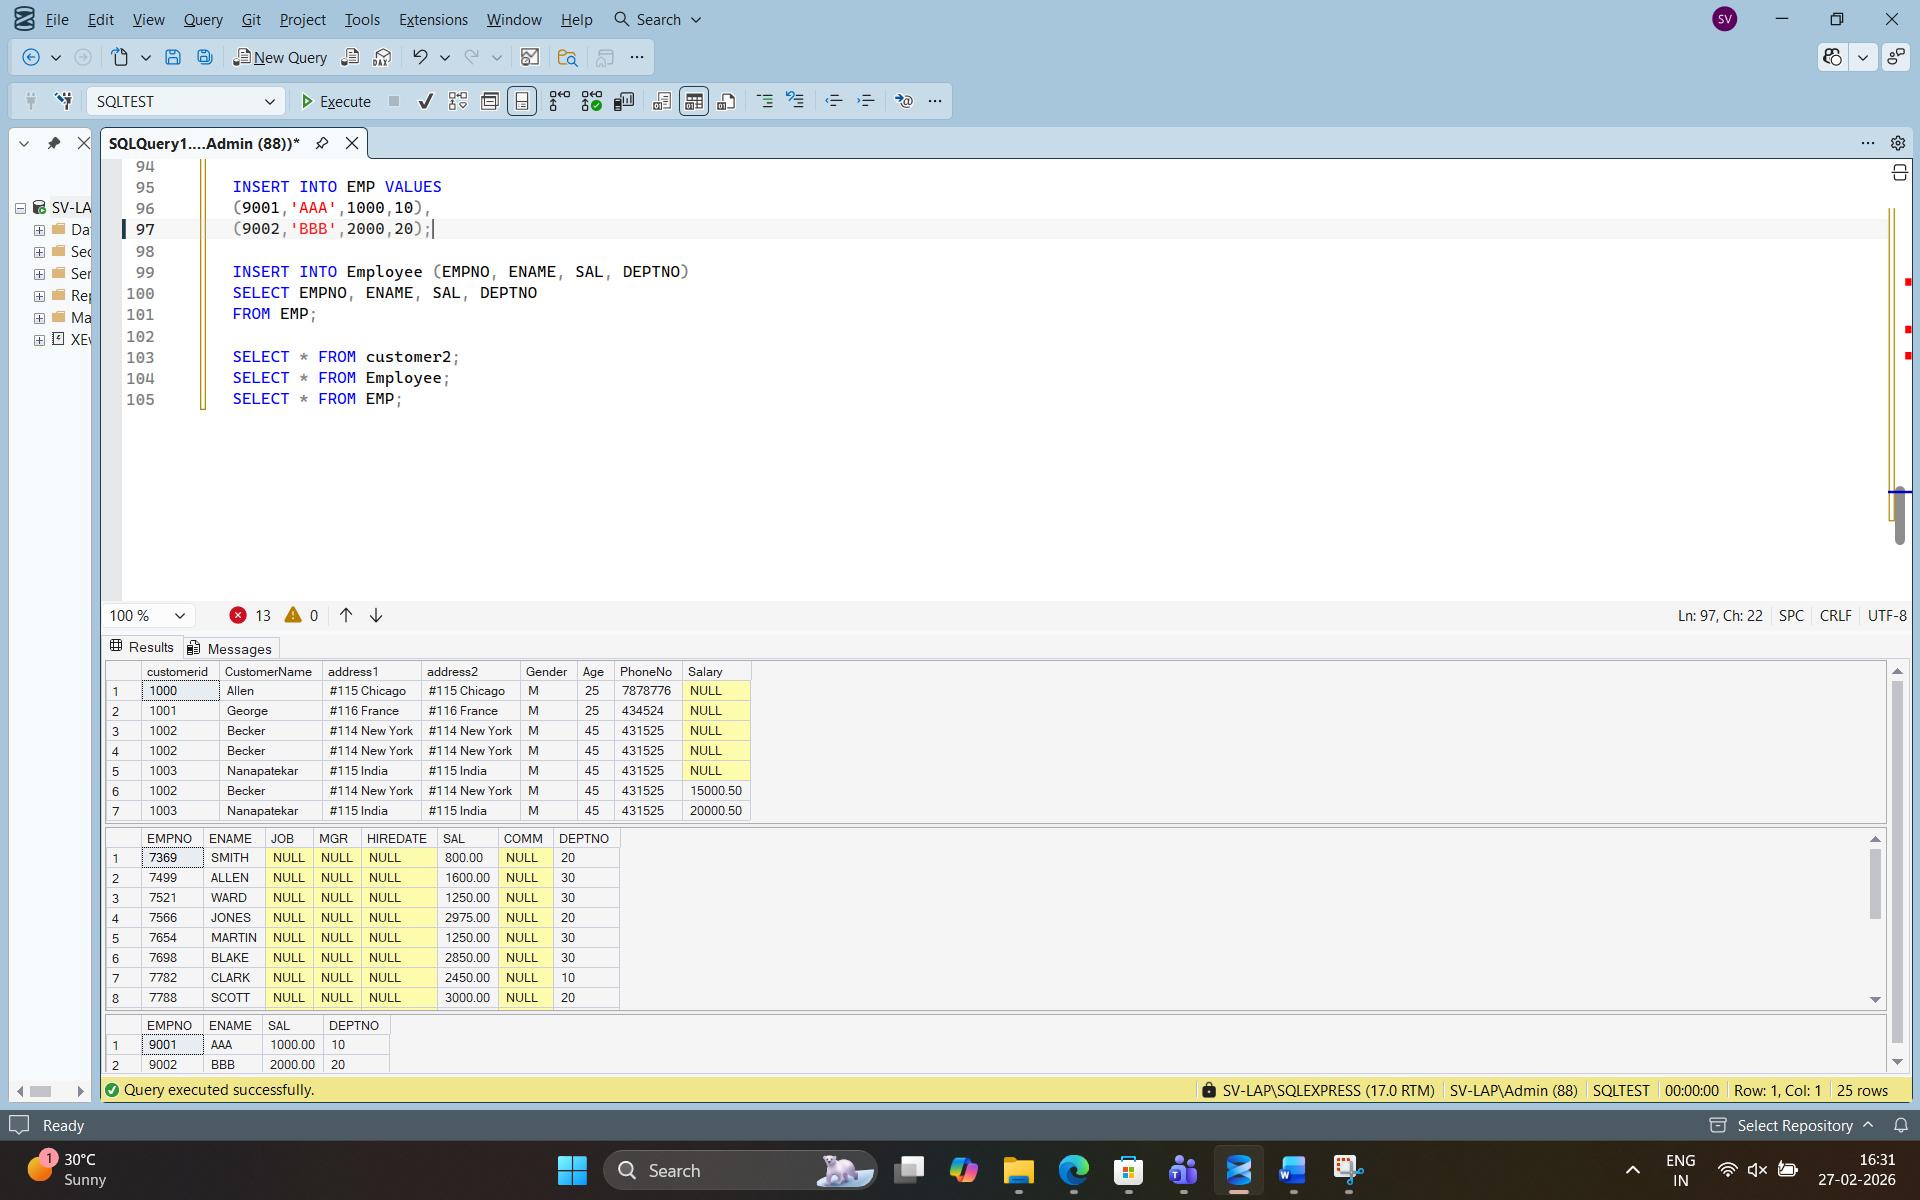 File Edit View Query Git Project Tools Extensions Window Help Search SV
New Query DAX
SQLTEST Execute
SQLQuery1....Admin (88))*
SV-LA
Dat
Sec
Ser
Rep
Ma
XEv
94
95 INSERT INTO EMP VALUES
96 (9001,'AAA',1000,10),
97 (9002,'BBB',2000,20);
98
99 INSERT INTO Employee (EMPNO, ENAME, SAL, DEPTNO)
100 SELECT EMPNO, ENAME, SAL, DEPTNO
101 FROM EMP;
102
103 SELECT * FROM customer2;
104 SELECT * FROM Employee;
105 SELECT * FROM EMP;
100 % 13 0 Ln: 97, Ch: 22 SPC CRLF UTF-8
Results Messages
customerid CustomerName address1 address2 Gender Age PhoneNo Salary
1 1000 Allen #115 Chicago #115 Chicago M 25 7878776 NULL
2 1001 George #116 France #116 France M 25 434524 NULL
3 1002 Becker #114 New York #114 New York M 45 431525 NULL
4 1002 Becker #114 New York #114 New York M 45 431525 NULL
5 1003 Nanapatekar #115 India #115 India M 45 431525 NULL
6 1002 Becker #114 New York #114 New York M 45 431525 15000.50
7 1003 Nanapatekar #115 India #115 India M 45 431525 20000.50
EMPNO ENAME JOB MGR HIREDATE SAL COMM DEPTNO
1 7369 SMITH NULL NULL NULL 800.00 NULL 20
2 7499 ALLEN NULL NULL NULL 1600.00 NULL 30
3 7521 WARD NULL NULL NULL 1250.00 NULL 30
4 7566 JONES NULL NULL NULL 2975.00 NULL 20
5 7654 MARTIN NULL NULL NULL 1250.00 NULL 30
6 7698 BLAKE NULL NULL NULL 2850.00 NULL 30
7 7782 CLARK NULL NULL NULL 2450.00 NULL 10
8 7788 SCOTT NULL NULL NULL 3000.00 NULL 20
EMPNO ENAME SAL DEPTNO
1 9001 AAA 1000.00 10
2 9002 BBB 2000.00 20
Query executed successfully. SV-LAP\SQLEXPRESS (17.0 RTM) SV-LAP\Admin (88) SQLTEST 00:00:00 Row: 1, Col: 1 25 rows
Ready Select Repository
1 30°C
Sunny
Search
ENG
IN
16:31
27-02-2026